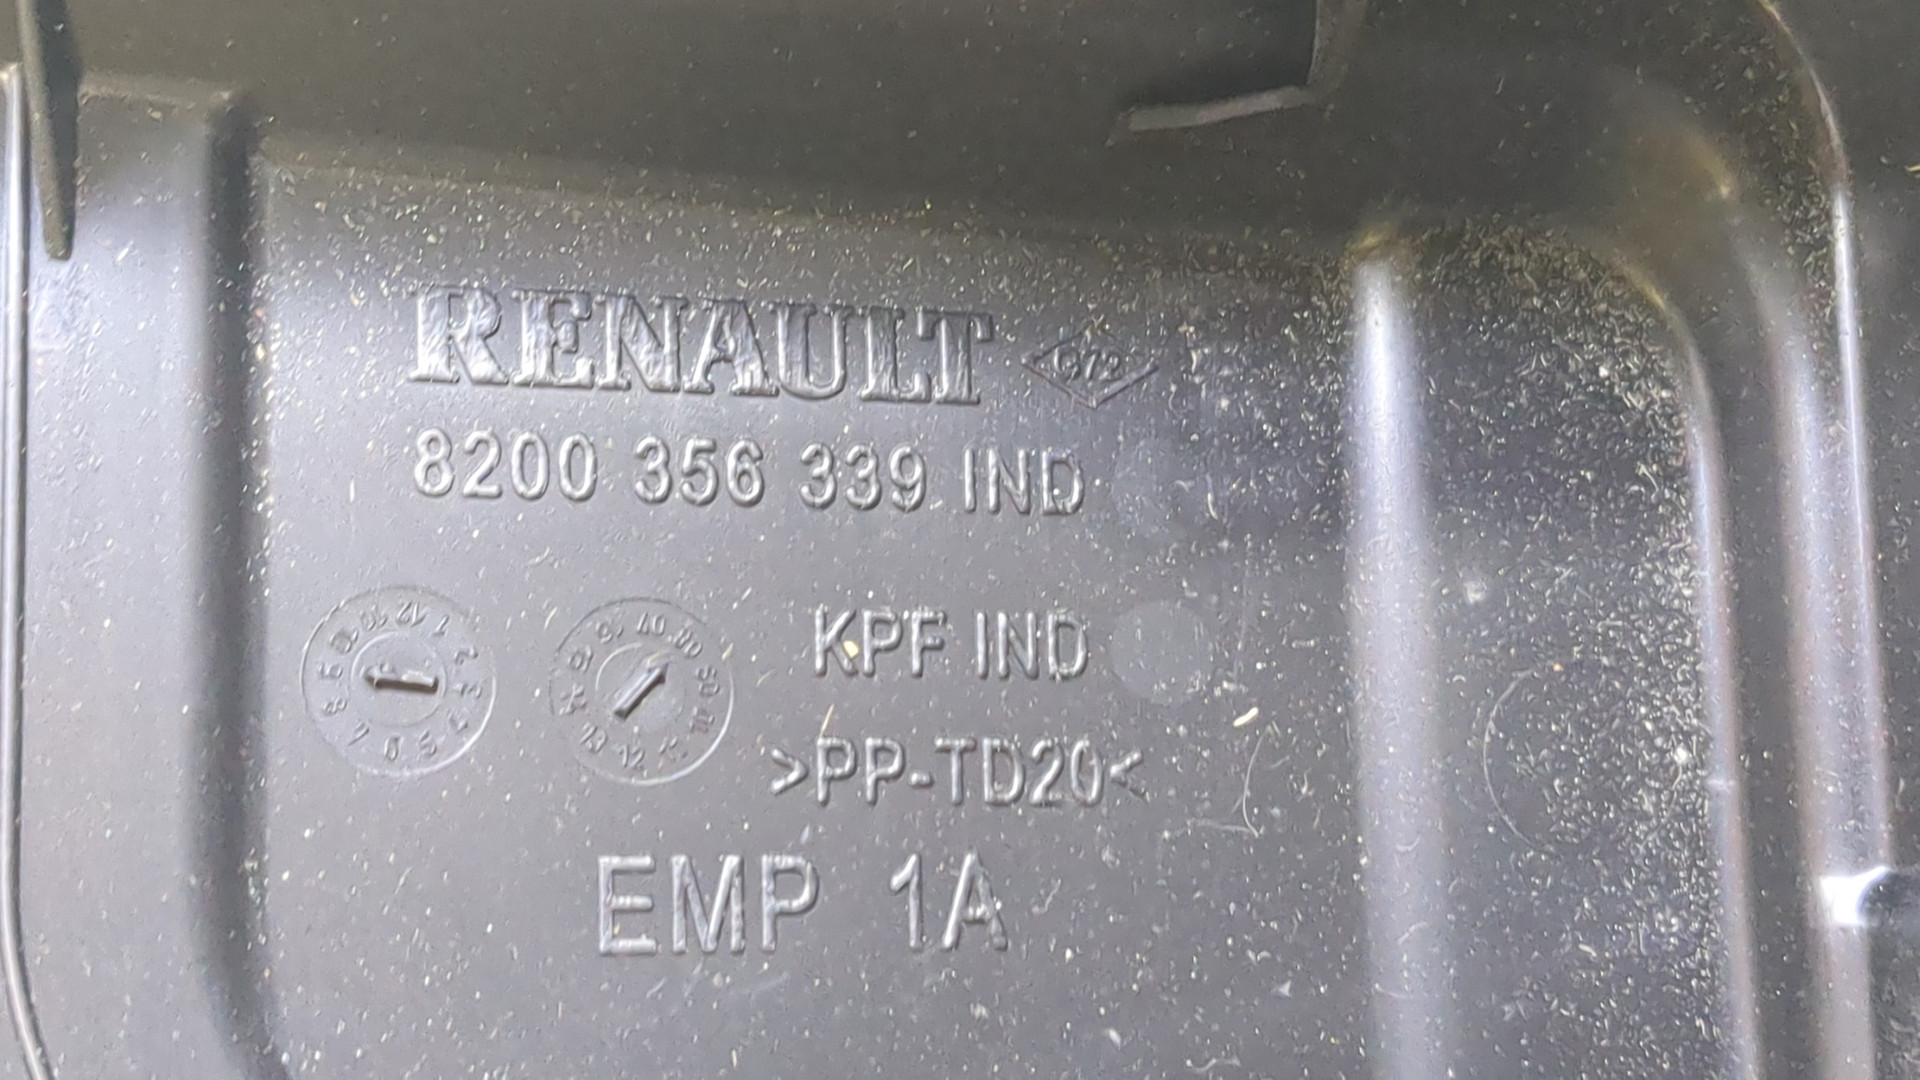 RENAULT
8200 356 339 IND
KPF IND
>PP-TD20<
EMP 1A